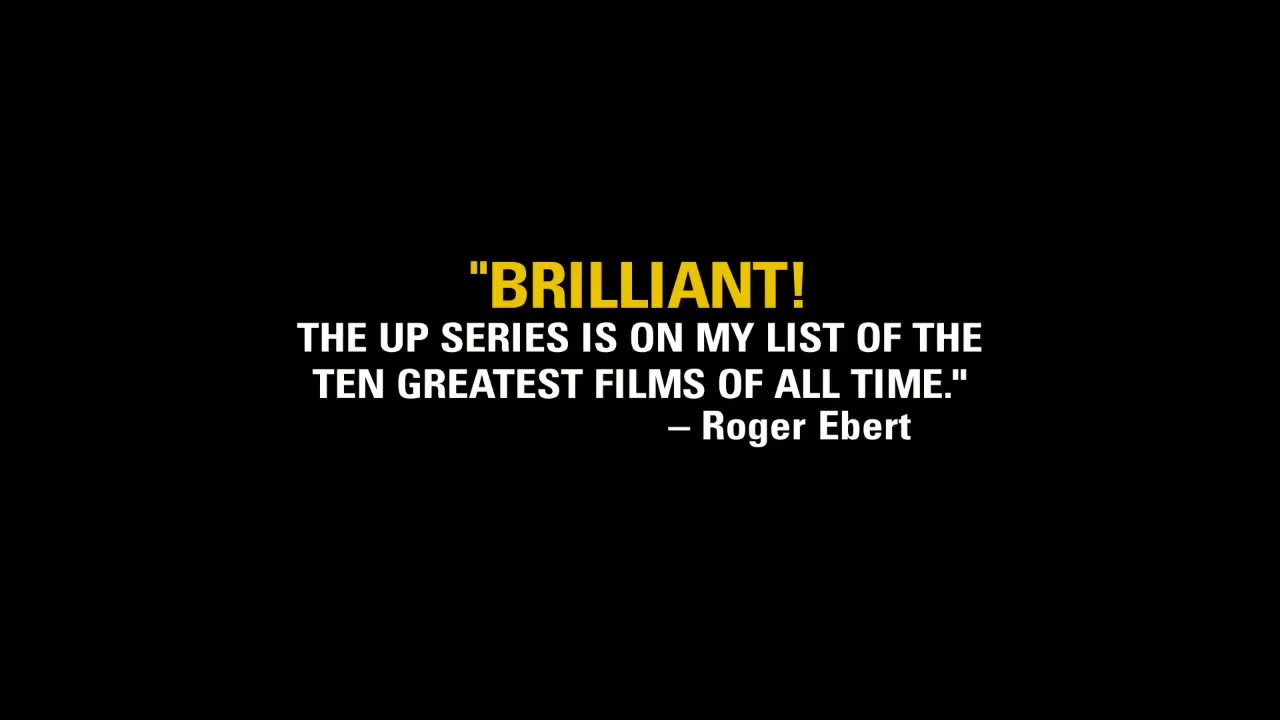 "BRILLIANT!
THE UP SERIES IS ON MY LIST OF THE
TEN GREATEST FILMS OF ALL TIME."
– Roger Ebert